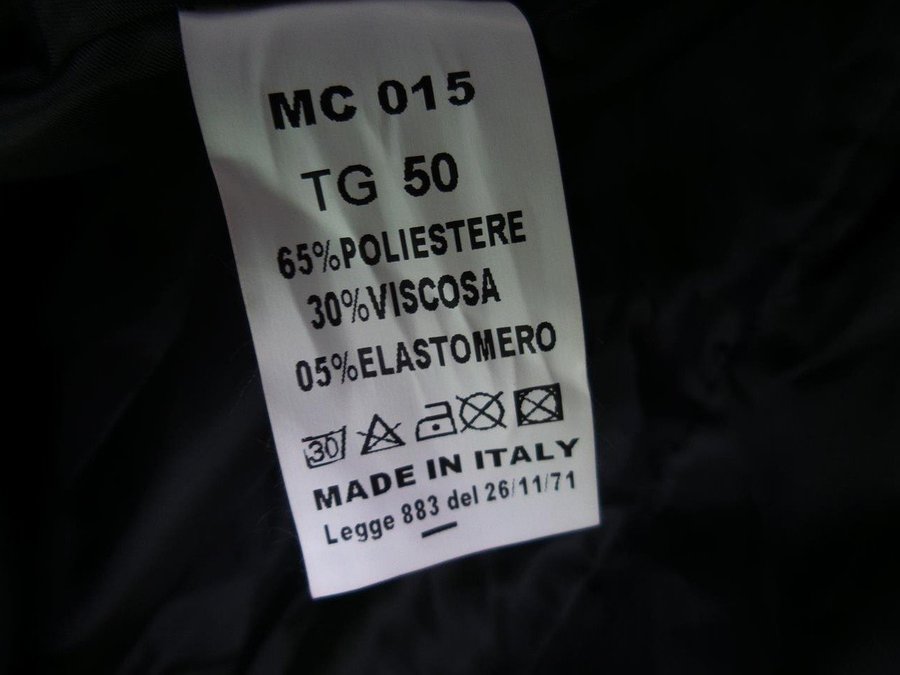 MC 015
TG 50
65%POLIESTERE
30%VISCOSA
05%ELASTOMERO
30
MADE IN ITALY
Legge 883 del 26/11/71